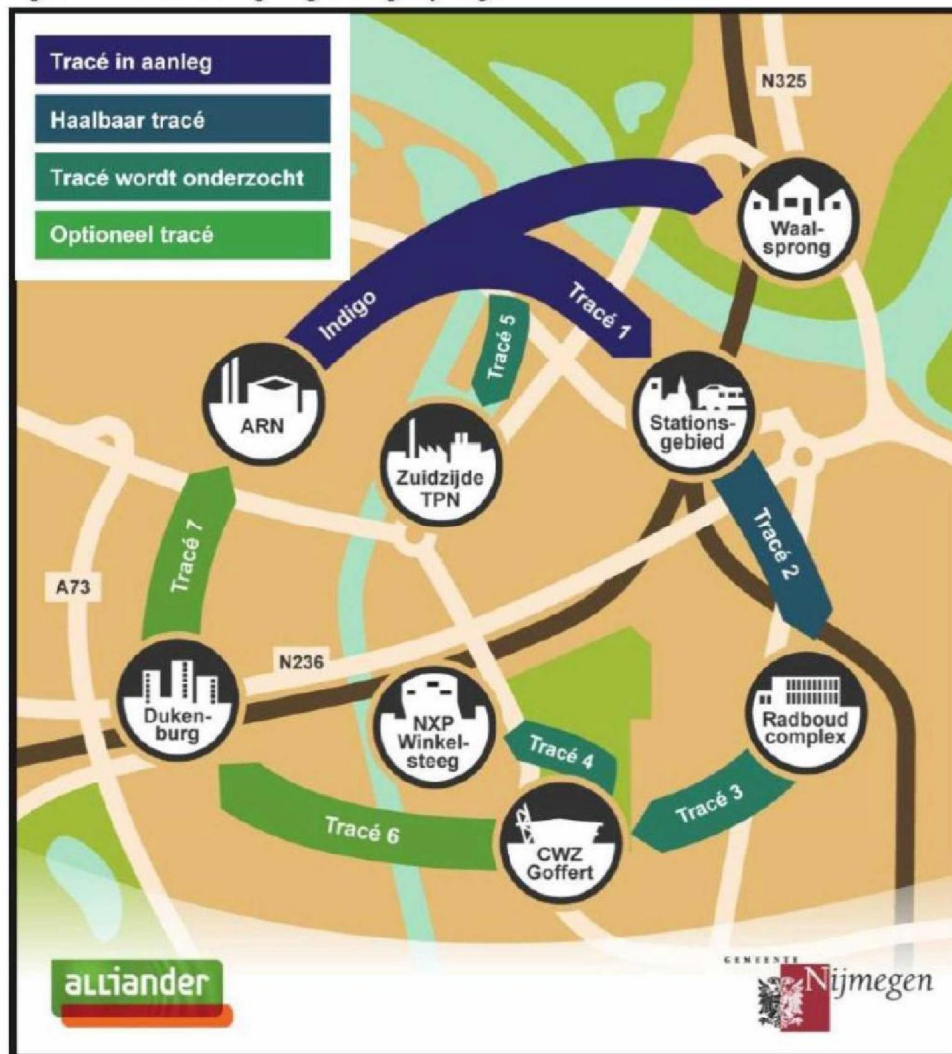 Tracé in aanleg
Haalbaar tracé
Tracé wordt onderzocht
Optioneel tracé
N325
Waal-
sprong
Indigo
Tracé 1
Tracé 5
ARN
Stations-
gebied
Zuidzijde
TPN
Tracé 7
Tracé 2
A73
N236
Duken-
burg
NXP
Winkel-
steeg
Radboud
complex
Tracé 4
Tracé 3
Tracé 6
CWZ
Goffert
alliander
GEMEENTE
Nijmegen